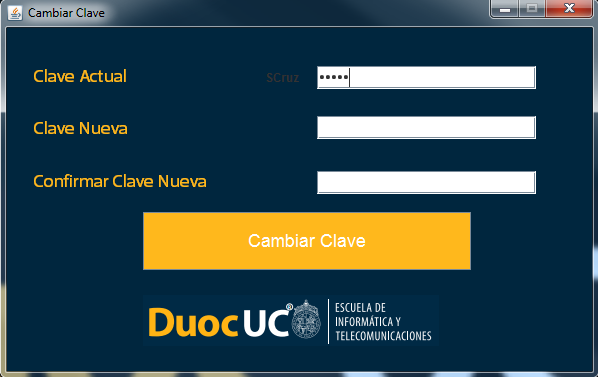 Cambiar Clave
Clave Actual SCruz •••••
Clave Nueva
Confirmar Clave Nueva
Cambiar Clave
DuocUC® ESCUELA DE
INFORMÁTICA Y
TELECOMUNICACIONES